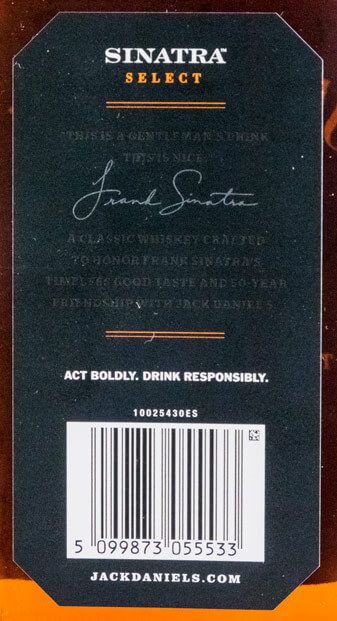 SINATRA™
SELECT
"THIS IS A GENTLEMAN'S DRINK.
THIS IS NICE."
Frank Sinatra
A CLASSIC WHISKEY CRAFTED
TO HONOR FRANK SINATRA'S
TIMELESS GOOD TASTE AND 50-YEAR
FRIENDSHIP WITH JACK DANIEL'S.
ACT BOLDLY. DRINK RESPONSIBLY.
10025430ES
5 099873 055533
JACKDANIELS.COM